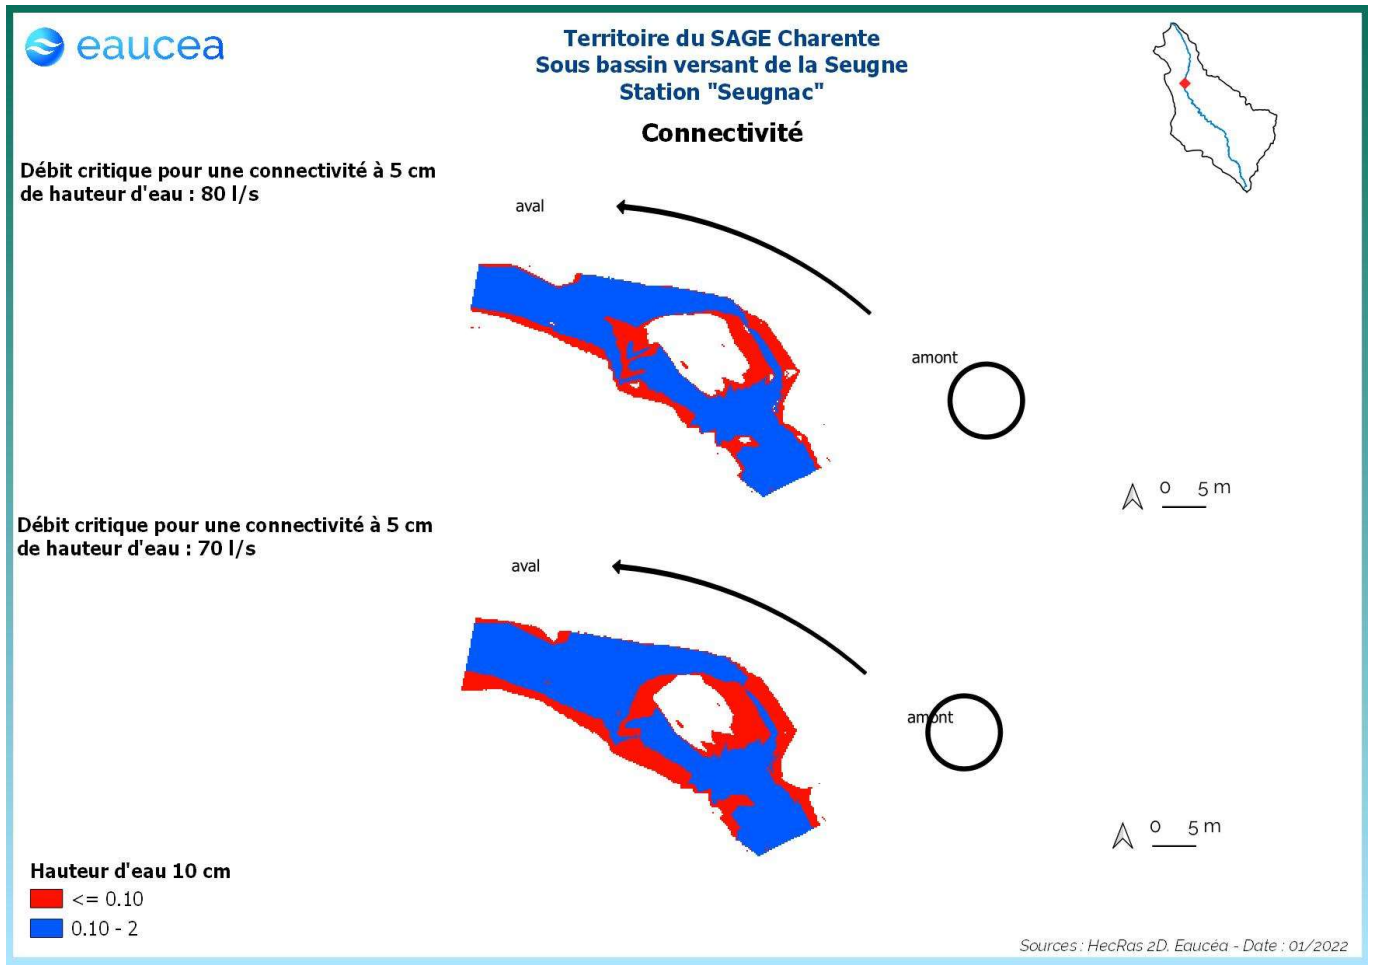 eaucea
Territoire du SAGE Charente
Sous bassin versant de la Seugne
Station "Seugnac"
Connectivité
Débit critique pour une connectivité à 5 cm
de hauteur d'eau : 80 l/s
aval
amont
0 5 m
Débit critique pour une connectivité à 5 cm
de hauteur d'eau : 70 l/s
aval
amont
0 5 m
Hauteur d'eau 10 cm
<= 0.10
0.10 - 2
Sources : HecRas 2D. Eaucéa - Date : 01/2022